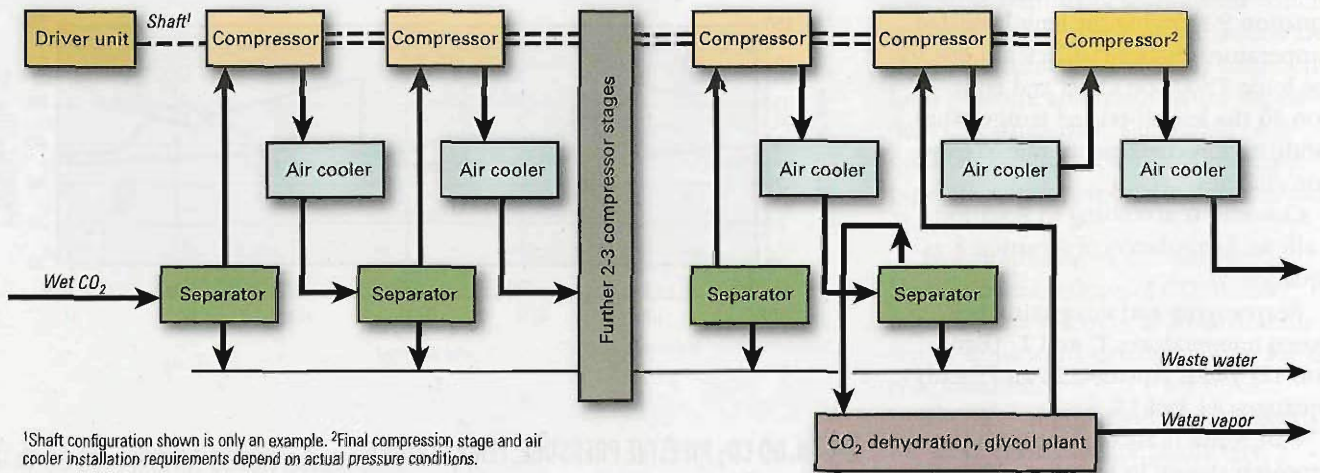 Shaft¹
Driver unit
Compressor
Compressor
Compressor
Compressor
Compressor²
Air cooler
Air cooler
Further 2-3 compressor stages
Air cooler
Air cooler
Air cooler
Wet CO₂
Separator
Separator
Separator
Separator
Waste water
Water vapor
CO₂ dehydration, glycol plant
¹Shaft configuration shown is only an example. ²Final compression stage and air
cooler installation requirements depend on actual pressure conditions.